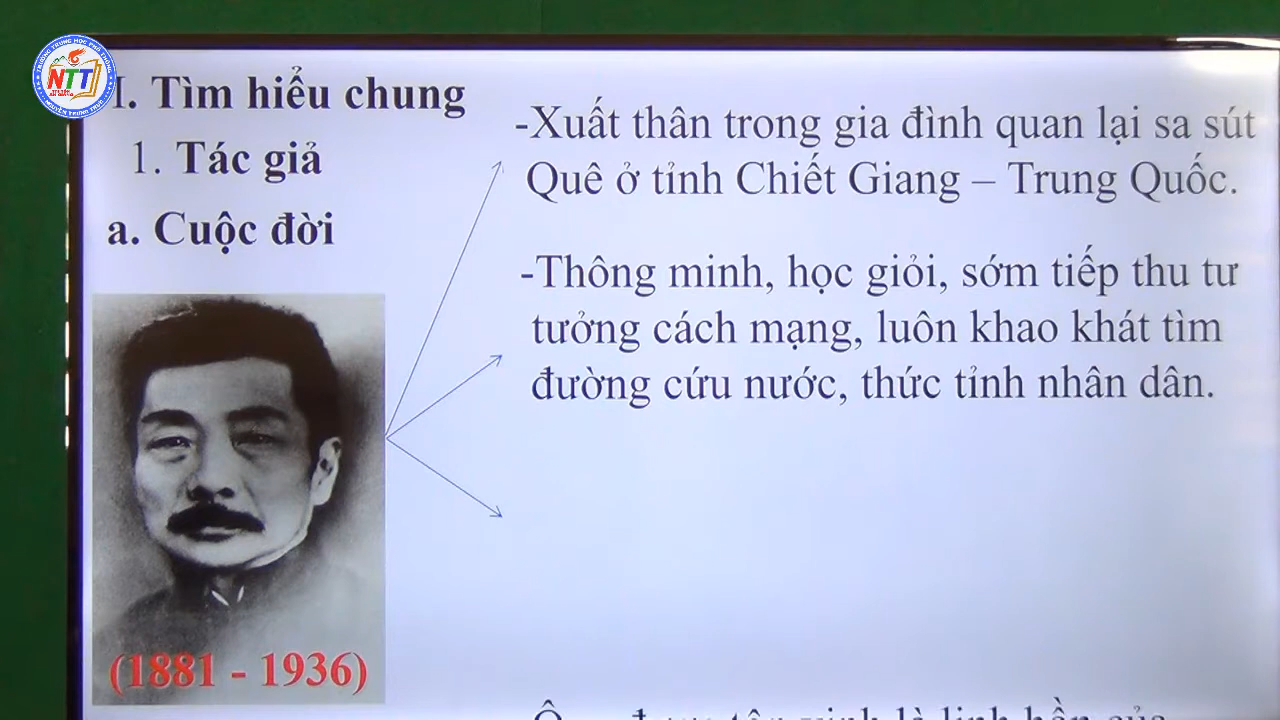 I. Tìm hiểu chung
1. Tác giả
a. Cuộc đời
-Xuất thân trong gia đình quan lại sa sút
Quê ở tỉnh Chiết Giang – Trung Quốc.
-Thông minh, học giỏi, sớm tiếp thu tư
tưởng cách mạng, luôn khao khát tìm
đường cứu nước, thức tỉnh nhân dân.
(1881 - 1936)
NTT